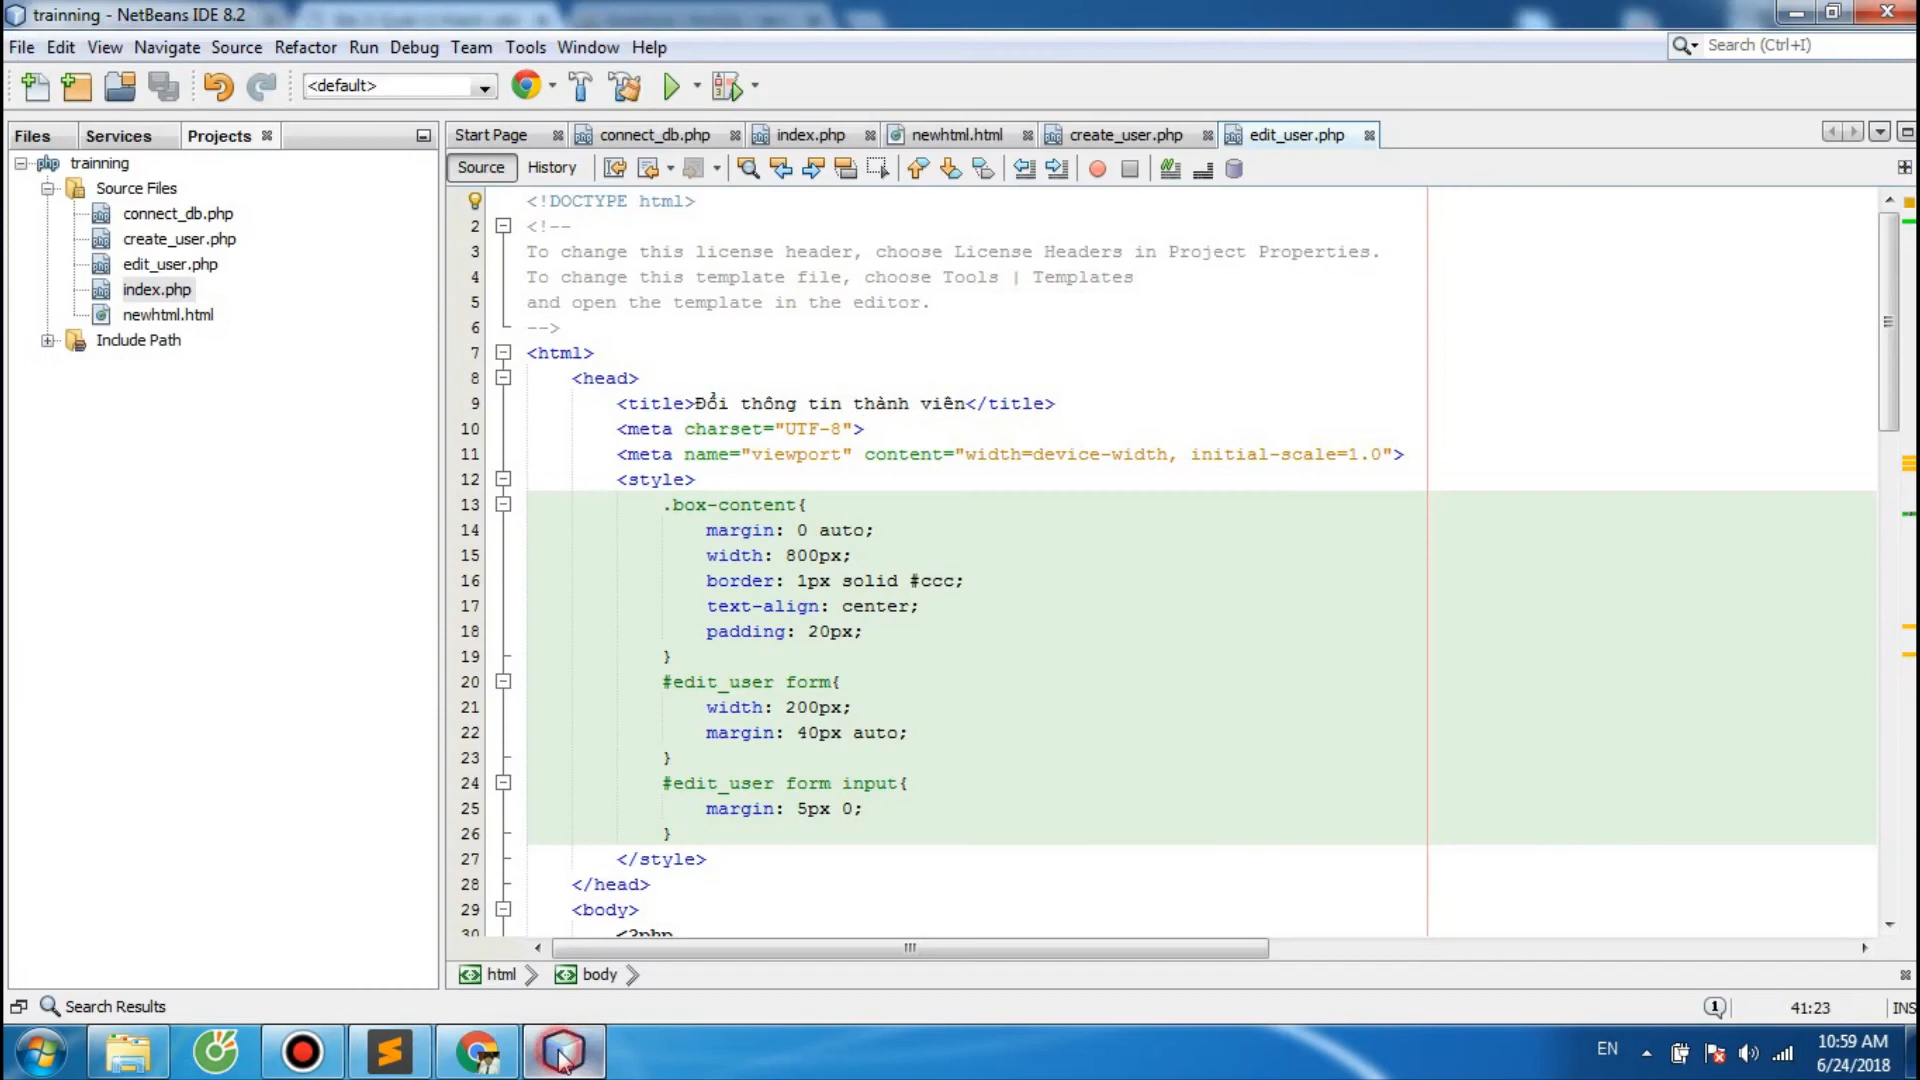 trainning - NetBeans IDE 8.2
File Edit View Navigate Source Refactor Run Debug Team Tools Window Help
Search (Ctrl+I)
<default>
Files Services Projects
Start Page connect_db.php index.php newhtml.html create_user.php edit_user.php
trainning
Source Files
connect_db.php
create_user.php
edit_user.php
index.php
newhtml.html
Include Path
Source History
<!DOCTYPE html>
2 <!--
3 To change this license header, choose License Headers in Project Properties.
4 To change this template file, choose Tools | Templates
5 and open the template in the editor.
6 -->
7 <html>
8 <head>
9 <title>Đổi thông tin thành viên</title>
10 <meta charset="UTF-8">
11 <meta name="viewport" content="width=device-width, initial-scale=1.0">
12 <style>
13 .box-content{
14 margin: 0 auto;
15 width: 800px;
16 border: 1px solid #ccc;
17 text-align: center;
18 padding: 20px;
19 }
20 #edit_user form{
21 width: 200px;
22 margin: 40px auto;
23 }
24 #edit_user form input{
25 margin: 5px 0;
26 }
27 </style>
28 </head>
29 <body>
30 <?php
html body
Search Results
1 41:23 INS
EN
10:59 AM
6/24/2018